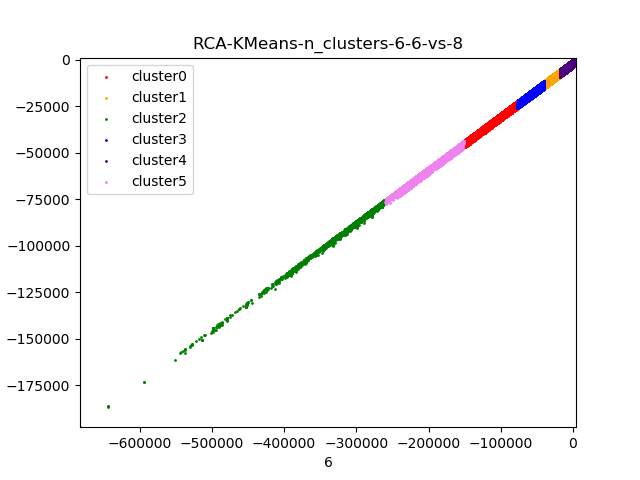 RCA-KMeans-n_clusters-6-6-vs-8
cluster0
cluster1
cluster2
cluster3
cluster4
cluster5
0
−25000
−50000
−75000
−100000
−125000
−150000
−175000
−600000 −500000 −400000 −300000 −200000 −100000 0
6